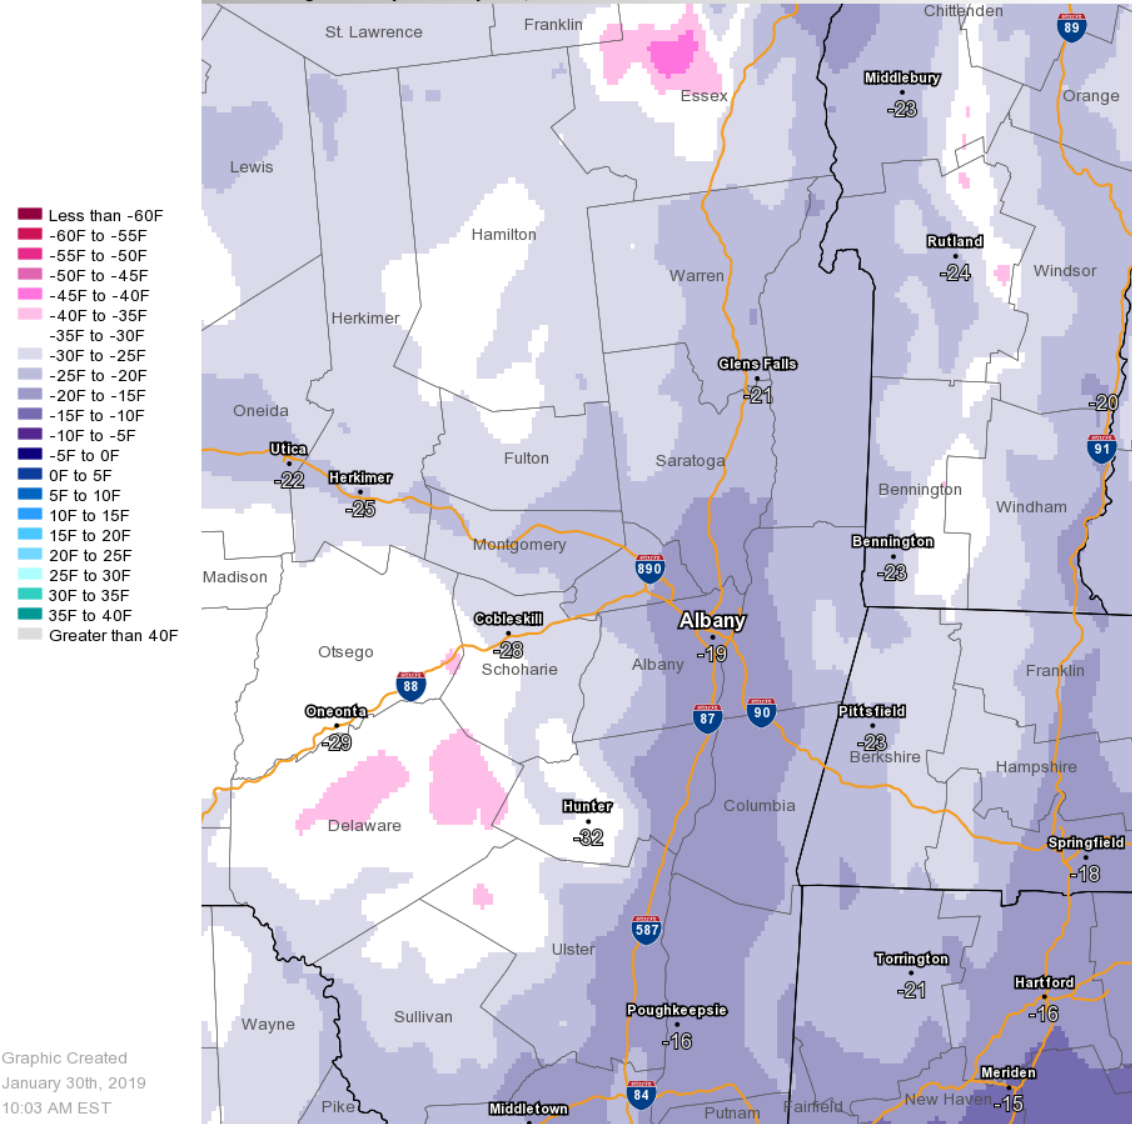 St. Lawrence
Franklin
Chittenden
89
Middlebury
-23
Essex
Orange
Lewis
Less than -60F
-60F to -55F
-55F to -50F
-50F to -45F
-45F to -40F
-40F to -35F
-35F to -30F
-30F to -25F
-25F to -20F
-20F to -15F
-15F to -10F
-10F to -5F
-5F to 0F
0F to 5F
5F to 10F
10F to 15F
15F to 20F
20F to 25F
25F to 30F
30F to 35F
35F to 40F
Greater than 40F
Hamilton
Rutland
-24
Warren
Windsor
Herkimer
Glens Falls
-21
Oneida
-20
Utica
-22
Herkimer
-25
Fulton
Saratoga
91
Bennington
Windham
Montgomery
Bennington
-23
890
Madison
Cobleskill
-28
Albany
-19
Otsego
Schoharie
Albany
Franklin
88
Oneonta
-29
87
90
Pittsfield
-23
Berkshire
Hampshire
Hunter
-32
Columbia
Delaware
Springfield
-18
587
Ulster
Torrington
-21
Hartford
-16
Wayne
Sullivan
Poughkeepsie
-16
Graphic Created
January 30th, 2019
10:03 AM EST
Meriden
-15
84
Pike
Middletown
Putnam
Fairfield
New Haven